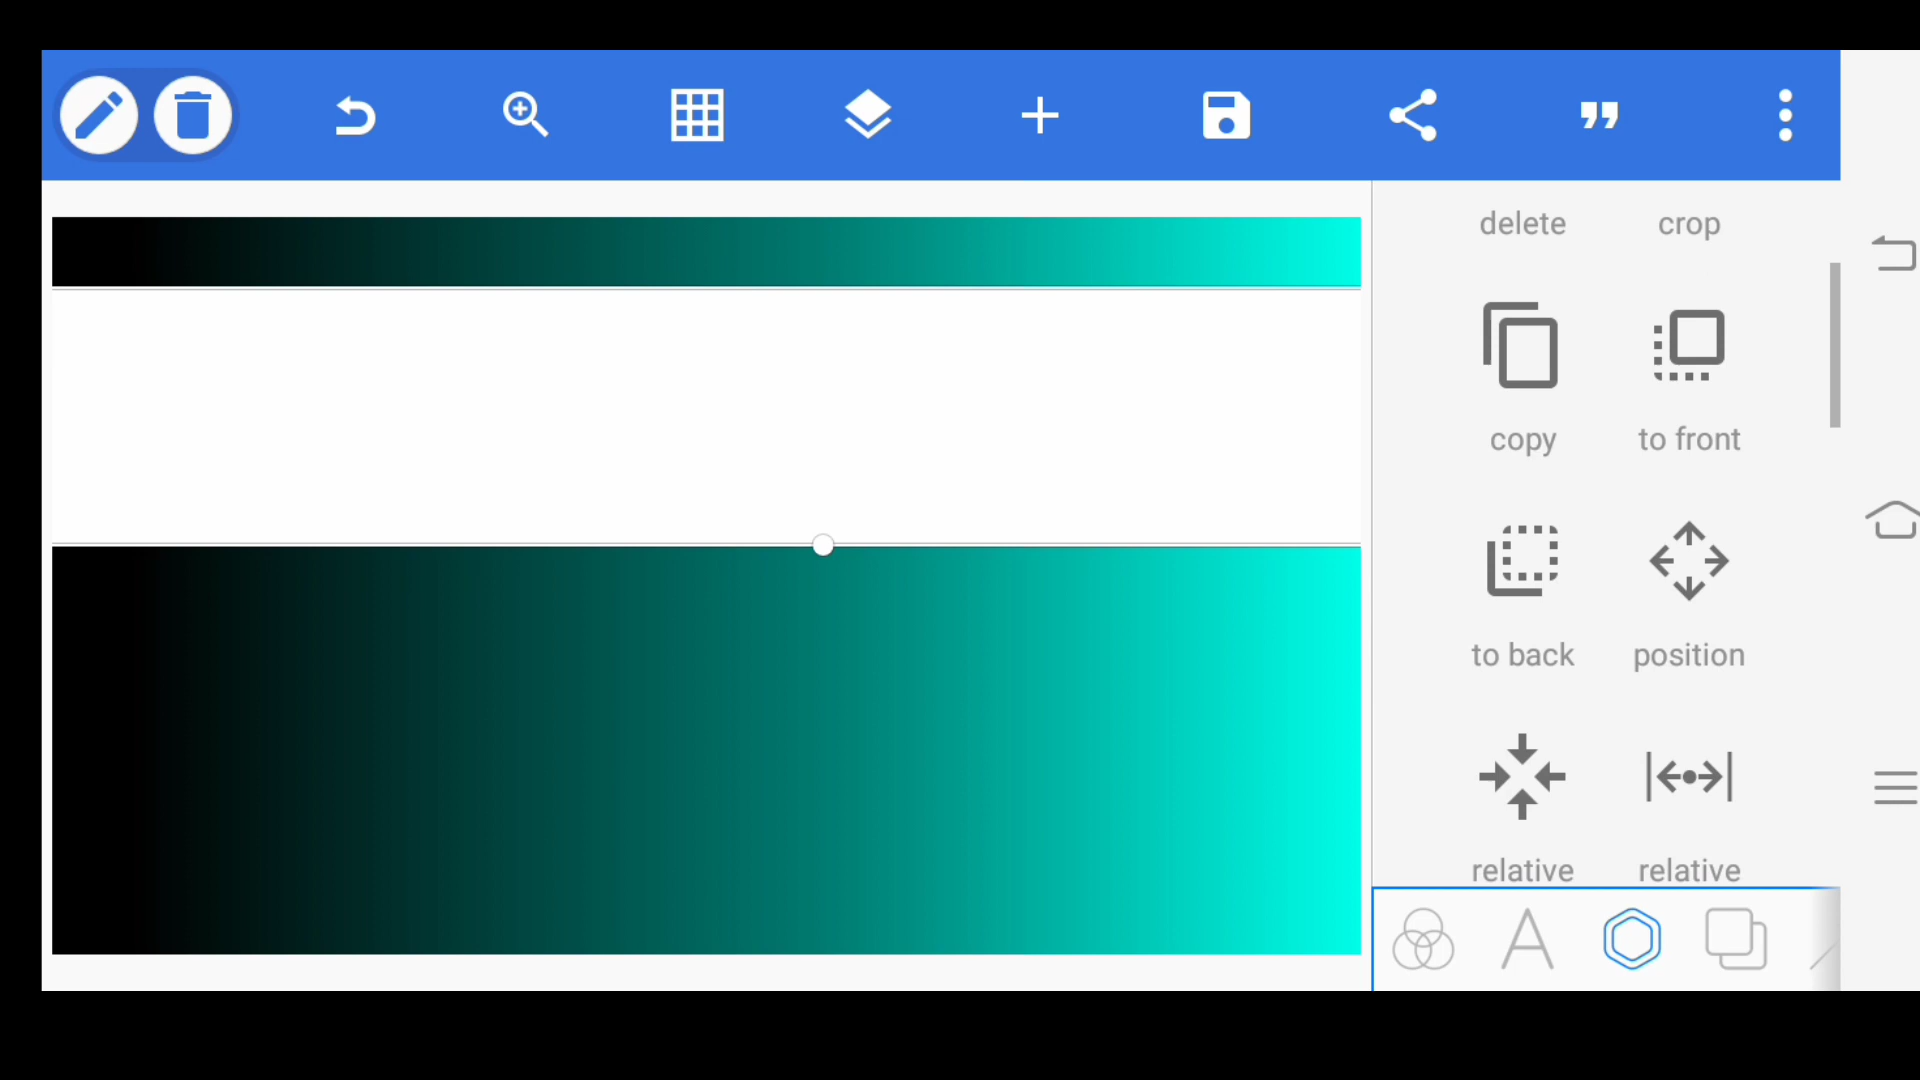 delete crop
copy to front
to back position
relative relative